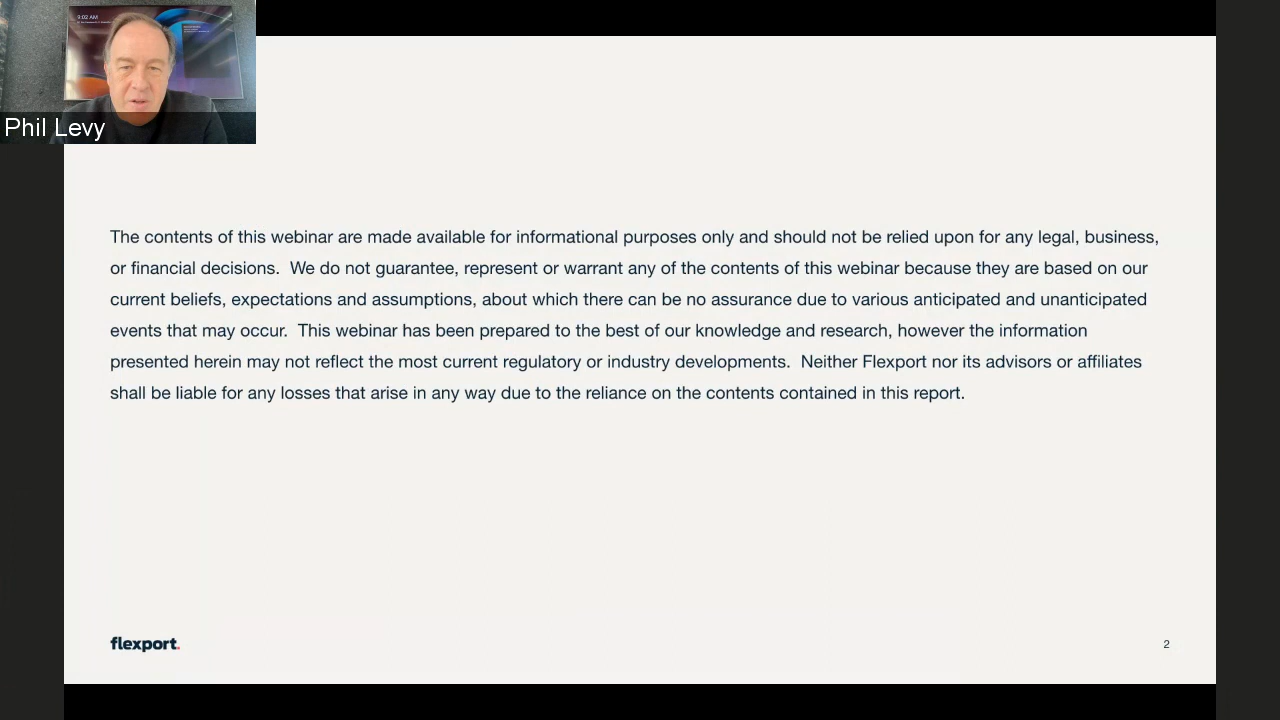 9:02 AM
Phil Levy
The contents of this webinar are made available for informational purposes only and should not be relied upon for any legal, business,
or financial decisions.  We do not guarantee, represent or warrant any of the contents of this webinar because they are based on our
current beliefs, expectations and assumptions, about which there can be no assurance due to various anticipated and unanticipated
events that may occur.  This webinar has been prepared to the best of our knowledge and research, however the information
presented herein may not reflect the most current regulatory or industry developments.  Neither Flexport nor its advisors or affiliates
shall be liable for any losses that arise in any way due to the reliance on the contents contained in this report.
flexport.
2